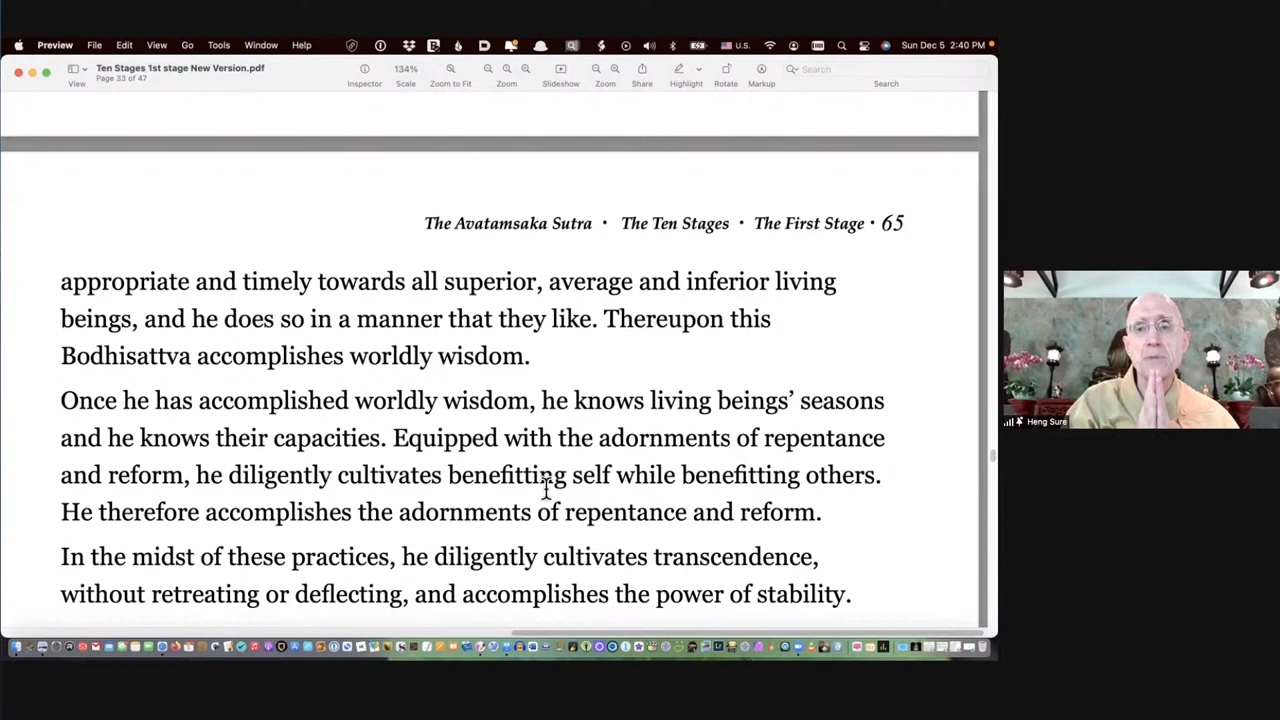 Preview File Edit View Go Tools Window Help U.S. Sun Dec 5 2:40 PM
Ten Stages 1st stage New Version.pdf
Page 33 of 47
134% Search
View Inspector Scale Zoom to Fit Zoom Slideshow Zoom Share Highlight Rotate Markup Search
The Avatamsaka Sutra • The Ten Stages • The First Stage • 65
appropriate and timely towards all superior, average and inferior living
beings, and he does so in a manner that they like. Thereupon this
Bodhisattva accomplishes worldly wisdom.
Once he has accomplished worldly wisdom, he knows living beings’ seasons
and he knows their capacities. Equipped with the adornments of repentance
and reform, he diligently cultivates benefitting self while benefitting others.
He therefore accomplishes the adornments of repentance and reform.
In the midst of these practices, he diligently cultivates transcendence,
without retreating or deflecting, and accomplishes the power of stability.
Heng Sure